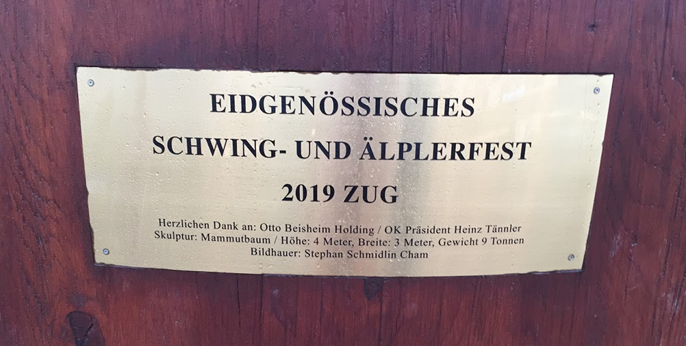 EIDGENÖSSISCHES
SCHWING- UND ÄLPLERFEST
2019 ZUG
Herzlichen Dank an: Otto Beisheim Holding / OK Präsident Heinz Tännler
Skulptur: Mammutbaum / Höhe: 4 Meter, Breite: 3 Meter, Gewicht 9 Tonnen
Bildhauer: Stephan Schmidlin Cham